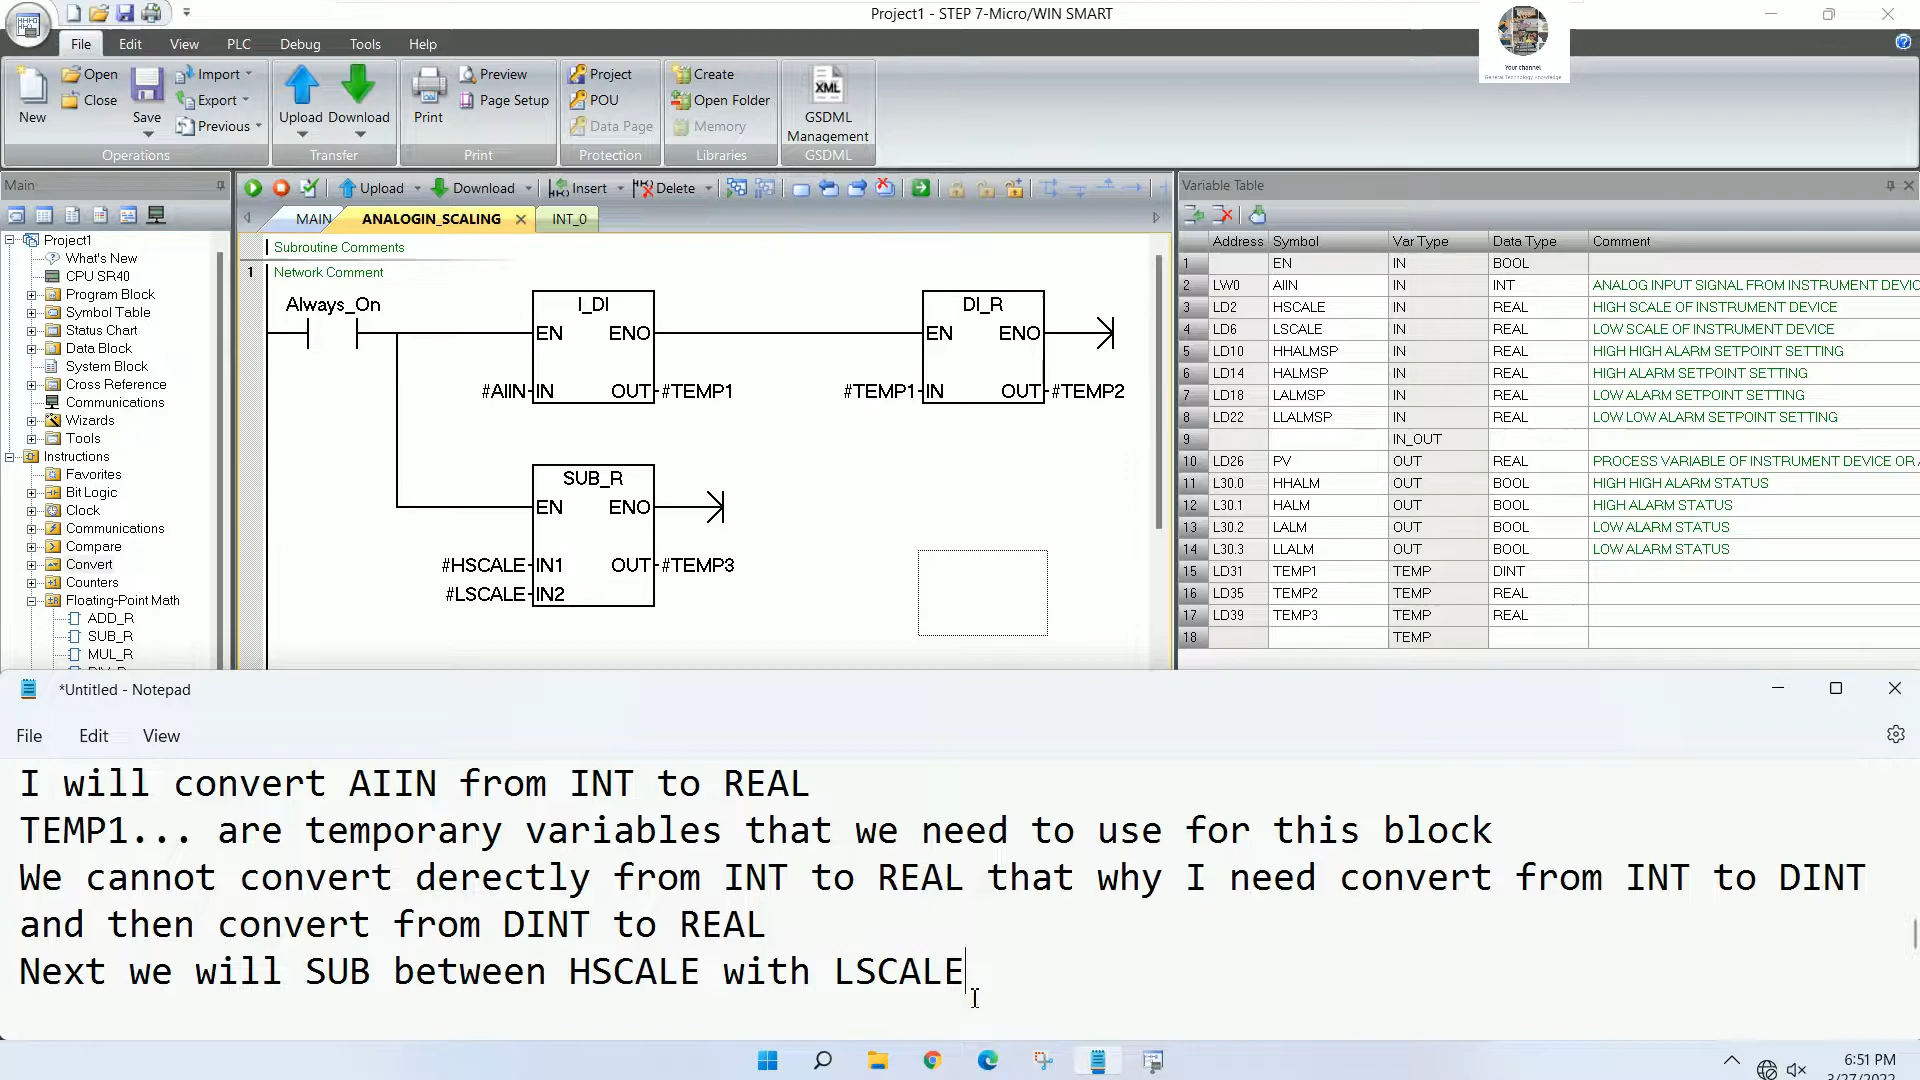 Project1 - STEP 7-Micro/WIN SMART
File Edit View PLC Debug Tools Help
Your channel
General Technology knowledge
New
Open
Close
Save
Import
Export
Previous
Operations
Upload
Download
Transfer
Print
Preview
Page Setup
Print
Project
POU
Data Page
Protection
Create
Open Folder
Memory
Libraries
XML
GSDML
Management
GSDML
Main
Project1
What's New
CPU SR40
Program Block
Symbol Table
Status Chart
Data Block
System Block
Cross Reference
Communications
Wizards
Tools
Instructions
Favorites
Bit Logic
Clock
Communications
Compare
Convert
Counters
Floating-Point Math
ADD_R
SUB_R
MUL_R
Upload Download Insert Delete
MAIN ANALOGIN_SCALING INT_0
Subroutine Comments
1 Network Comment
Always_On
I_DI
EN ENO
#AIIN IN OUT #TEMP1
DI_R
EN ENO
#TEMP1 IN OUT #TEMP2
SUB_R
EN ENO
#HSCALE IN1 OUT #TEMP3
#LSCALE IN2
Variable Table
Address Symbol Var Type Data Type Comment
1 EN IN BOOL
2 LW0 AIIN IN INT ANALOG INPUT SIGNAL FROM INSTRUMENT DEVIC
3 LD2 HSCALE IN REAL HIGH SCALE OF INSTRUMENT DEVICE
4 LD6 LSCALE IN REAL LOW SCALE OF INSTRUMENT DEVICE
5 LD10 HHALMSP IN REAL HIGH HIGH ALARM SETPOINT SETTING
6 LD14 HALMSP IN REAL HIGH ALARM SETPOINT SETTING
7 LD18 LALMSP IN REAL LOW ALARM SETPOINT SETTING
8 LD22 LLALMSP IN REAL LOW LOW ALARM SETPOINT SETTING
9 IN_OUT
10 LD26 PV OUT REAL PROCESS VARIABLE OF INSTRUMENT DEVICE OR
11 L30.0 HHALM OUT BOOL HIGH HIGH ALARM STATUS
12 L30.1 HALM OUT BOOL HIGH ALARM STATUS
13 L30.2 LALM OUT BOOL LOW ALARM STATUS
14 L30.3 LLALM OUT BOOL LOW ALARM STATUS
15 LD31 TEMP1 TEMP DINT
16 LD35 TEMP2 TEMP REAL
17 LD39 TEMP3 TEMP REAL
18 TEMP
*Untitled - Notepad
File Edit View
I will convert AIIN from INT to REAL
TEMP1... are temporary variables that we need to use for this block
We cannot convert derectly from INT to REAL that why I need convert from INT to DINT
and then convert from DINT to REAL
Next we will SUB between HSCALE with LSCALE
6:51 PM
3/27/2022